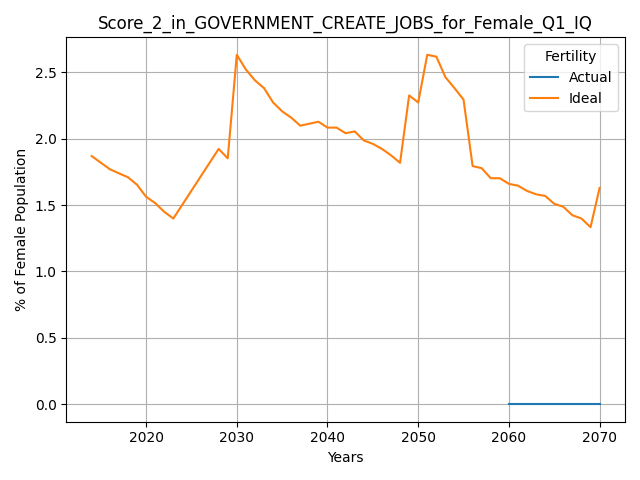 Score_2_in_GOVERNMENT_CREATE_JOBS_for_Female_Q1_IQ
Fertility
Actual
Ideal
% of Female Population
2.5
2.0
1.5
1.0
0.5
0.0
2020 2030 2040 2050 2060 2070
Years